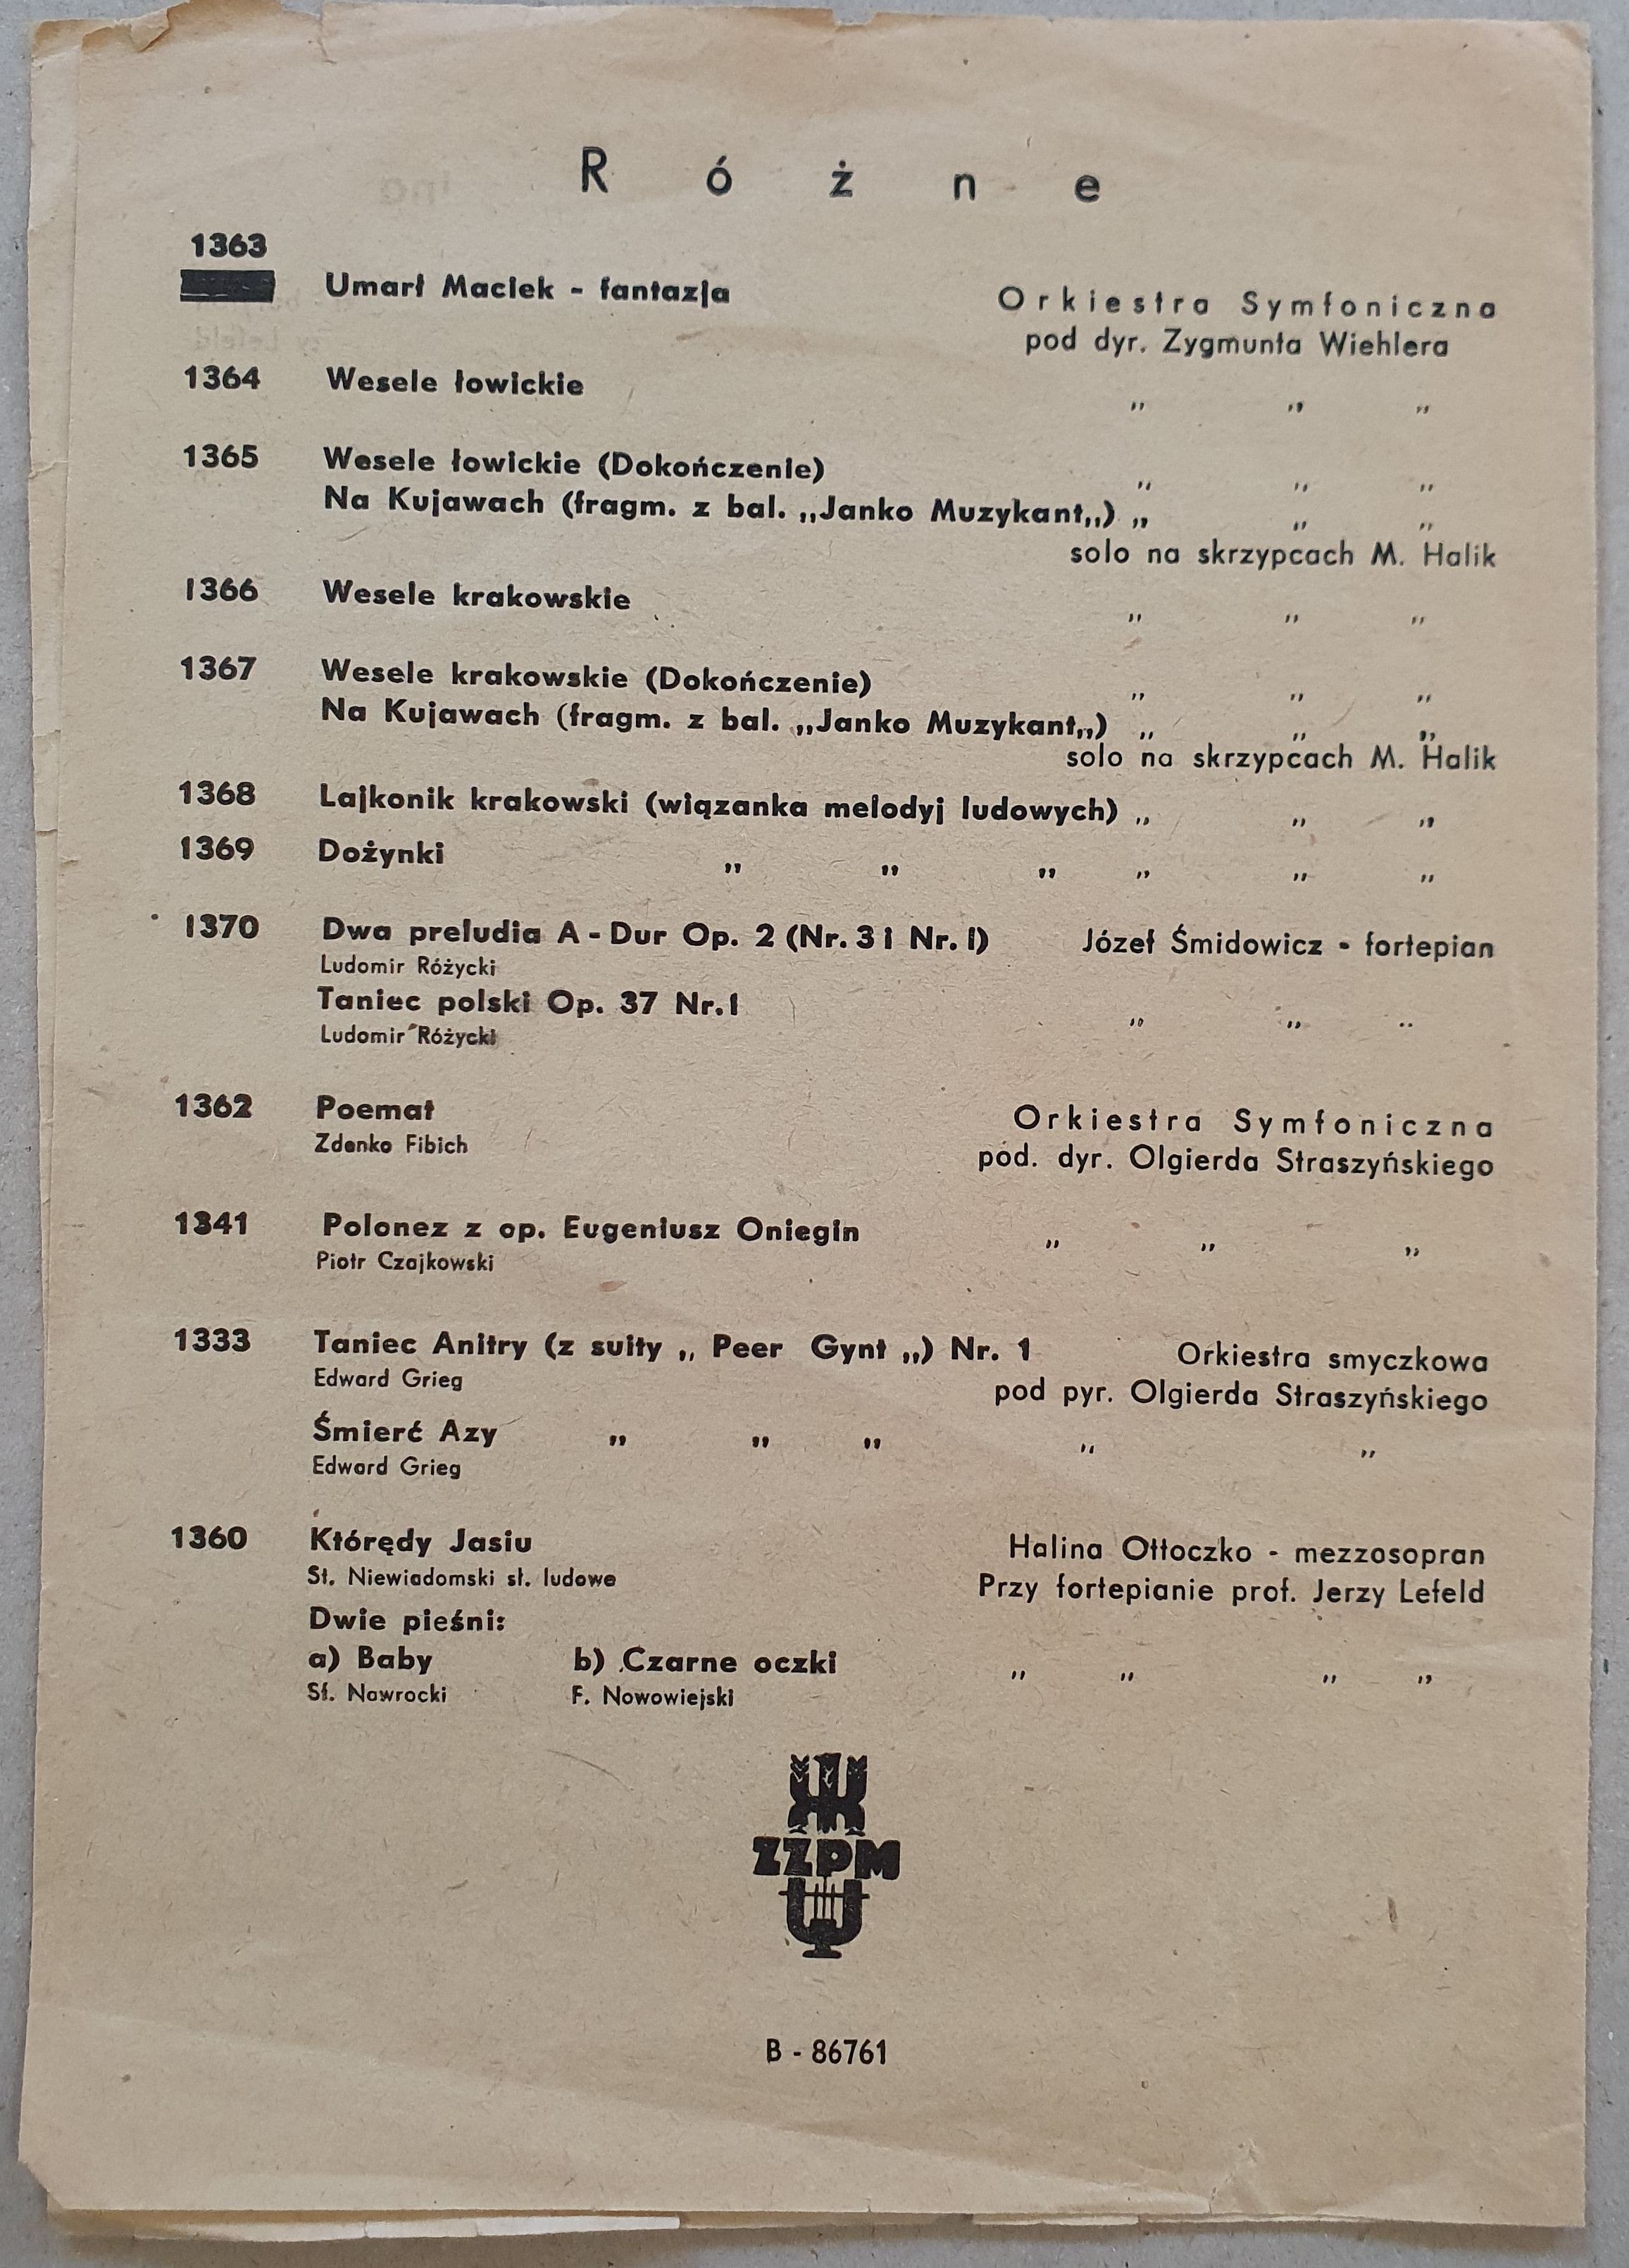 Różne
1363
Umarł Maciek - fantazja Orkiestra Symfoniczna
pod dyr. Zygmunta Wiehlera
1364 Wesele łowickie „ „ „
1365 Wesele łowickie (Dokończenie) „ „ „
Na Kujawach (fragm. z bal. „Janko Muzykant„) „ „ „
solo na skrzypcach M. Halik
1366 Wesele krakowskie „ „ „
1367 Wesele krakowskie (Dokończenie) „ „ „
Na Kujawach (fragm. z bal. „Janko Muzykant„) „ „ „
solo na skrzypcach M. Halik
1368 Lajkonik krakowski (wiązanka melodyj ludowych) „ „ „
1369 Dożynki „ „ „ „ „ „
1370 Dwa preludia A - Dur Op. 2 (Nr. 3 i Nr. I) Józef Śmidowicz - fortepian
Ludomir Różycki
Taniec polski Op. 37 Nr. 1 „ „ „
Ludomir Różycki
1362 Poemat Orkiestra Symfoniczna
Zdenko Fibich pod. dyr. Olgierda Straszyńskiego
1341 Polonez z op. Eugeniusz Oniegin „ „ „
Piotr Czajkowski
1333 Taniec Anitry (z suity „ Peer Gynt „) Nr. 1 Orkiestra smyczkowa
Edward Grieg pod pyr. Olgierda Straszyńskiego
Śmierć Azy „ „ „ „ „
Edward Grieg
1360 Którędy Jasiu Halina Ottoczko - mezzosopran
St. Niewiadomski sł. ludowe Przy fortepianie prof. Jerzy Lefeld
Dwie pieśni:
a) Baby b) Czarne oczki „ „ „ „
St. Nawrocki F. Nowowiejski
ZZPM
B - 86761